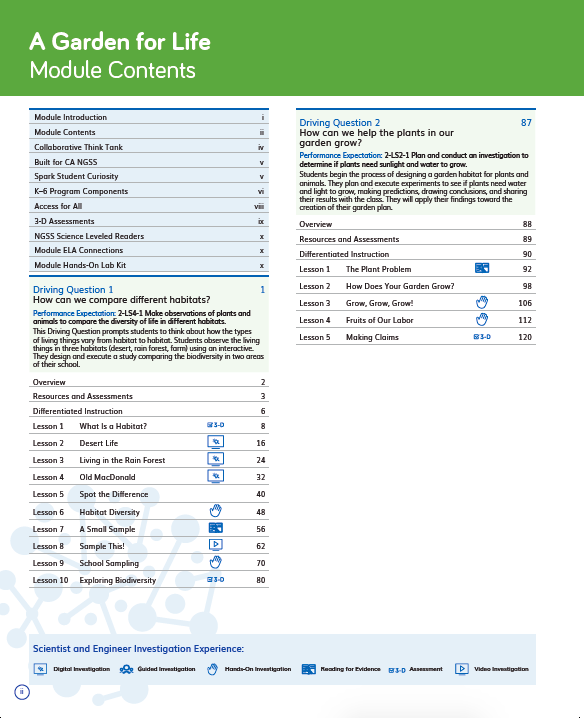 A Garden for Life
Module Contents
Module Introduction i
Module Contents ii
Collaborative Think Tank iv
Built for CA NGSS v
Spark Student Curiosity v
K–6 Program Components vi
Access for All viii
3-D Assessments ix
NGSS Science Leveled Readers x
Module ELA Connections x
Module Hands-On Lab Kit x
Driving Question 1 1
How can we compare different habitats?
Performance Expectation: 2-LS4-1 Make observations of plants and
animals to compare the diversity of life in different habitats.
This Driving Question prompts students to think about how the types
of living things vary from habitat to habitat. Students observe the living
things in three habitats (desert, rain forest, farm) using an interactive.
They design and execute a study comparing the biodiversity in two areas
of their school.
Overview 2
Resources and Assessments 3
Differentiated Instruction 6
Lesson 1 What Is a Habitat? 3-D 8
Lesson 2 Desert Life 16
Lesson 3 Living in the Rain Forest 24
Lesson 4 Old MacDonald 32
Lesson 5 Spot the Difference 40
Lesson 6 Habitat Diversity 48
Lesson 7 A Small Sample 56
Lesson 8 Sample This! 62
Lesson 9 School Sampling 70
Lesson 10 Exploring Biodiversity 3-D 80
Driving Question 2 87
How can we help the plants in our
garden grow?
Performance Expectation: 2-LS2-1 Plan and conduct an investigation to
determine if plants need sunlight and water to grow.
Students begin the process of designing a garden habitat for plants and
animals. They plan and execute experiments to see if plants need water
and light to grow, making predictions, drawing conclusions, and sharing
their results with the class. They will apply their findings toward the
creation of their garden plan.
Overview 88
Resources and Assessments 89
Differentiated Instruction 90
Lesson 1 The Plant Problem 92
Lesson 2 How Does Your Garden Grow? 98
Lesson 3 Grow, Grow, Grow! 106
Lesson 4 Fruits of Our Labor 112
Lesson 5 Making Claims 3-D 120
Scientist and Engineer Investigation Experience:
Digital Investigation Guided Investigation Hands-On Investigation Reading for Evidence 3-D Assessment Video Investigation
ii